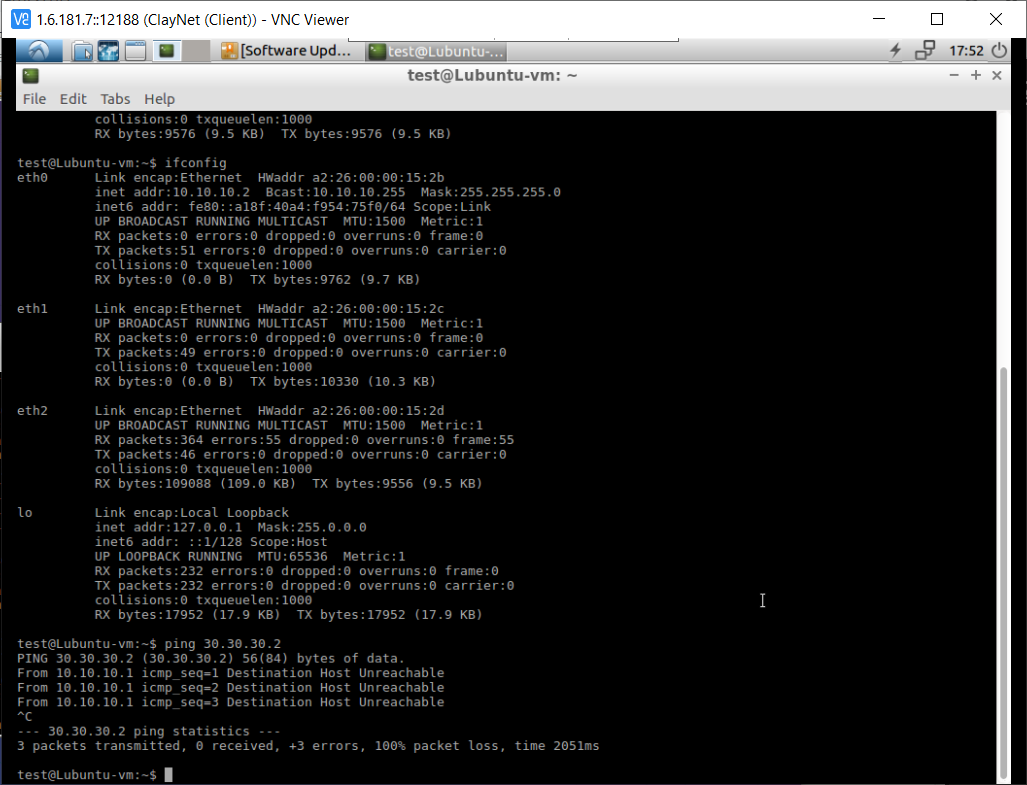 1.6.181.7::12188 (ClayNet (Client)) - VNC Viewer
[Software Upd... test@Lubuntu-... 17:52
test@Lubuntu-vm: ~
File Edit Tabs Help
collisions:0 txqueuelen:1000
RX bytes:9576 (9.5 KB)  TX bytes:9576 (9.5 KB)
test@Lubuntu-vm:~$ ifconfig
eth0      Link encap:Ethernet  HWaddr a2:26:00:00:15:2b
inet addr:10.10.10.2  Bcast:10.10.10.255  Mask:255.255.255.0
inet6 addr: fe80::a18f:40a4:f954:75f0/64 Scope:Link
UP BROADCAST RUNNING MULTICAST  MTU:1500  Metric:1
RX packets:0 errors:0 dropped:0 overruns:0 frame:0
TX packets:51 errors:0 dropped:0 overruns:0 carrier:0
collisions:0 txqueuelen:1000
RX bytes:0 (0.0 B)  TX bytes:9762 (9.7 KB)
eth1      Link encap:Ethernet  HWaddr a2:26:00:00:15:2c
UP BROADCAST RUNNING MULTICAST  MTU:1500  Metric:1
RX packets:0 errors:0 dropped:0 overruns:0 frame:0
TX packets:49 errors:0 dropped:0 overruns:0 carrier:0
collisions:0 txqueuelen:1000
RX bytes:0 (0.0 B)  TX bytes:10330 (10.3 KB)
eth2      Link encap:Ethernet  HWaddr a2:26:00:00:15:2d
UP BROADCAST RUNNING MULTICAST  MTU:1500  Metric:1
RX packets:364 errors:55 dropped:0 overruns:0 frame:55
TX packets:46 errors:0 dropped:0 overruns:0 carrier:0
collisions:0 txqueuelen:1000
RX bytes:109088 (109.0 KB)  TX bytes:9556 (9.5 KB)
lo        Link encap:Local Loopback
inet addr:127.0.0.1  Mask:255.0.0.0
inet6 addr: ::1/128 Scope:Host
UP LOOPBACK RUNNING  MTU:65536  Metric:1
RX packets:232 errors:0 dropped:0 overruns:0 frame:0
TX packets:232 errors:0 dropped:0 overruns:0 carrier:0
collisions:0 txqueuelen:1000
RX bytes:17952 (17.9 KB)  TX bytes:17952 (17.9 KB)
test@Lubuntu-vm:~$ ping 30.30.30.2
PING 30.30.30.2 (30.30.30.2) 56(84) bytes of data.
From 10.10.10.1 icmp_seq=1 Destination Host Unreachable
From 10.10.10.1 icmp_seq=2 Destination Host Unreachable
From 10.10.10.1 icmp_seq=3 Destination Host Unreachable
^C
--- 30.30.30.2 ping statistics ---
3 packets transmitted, 0 received, +3 errors, 100% packet loss, time 2051ms
test@Lubuntu-vm:~$